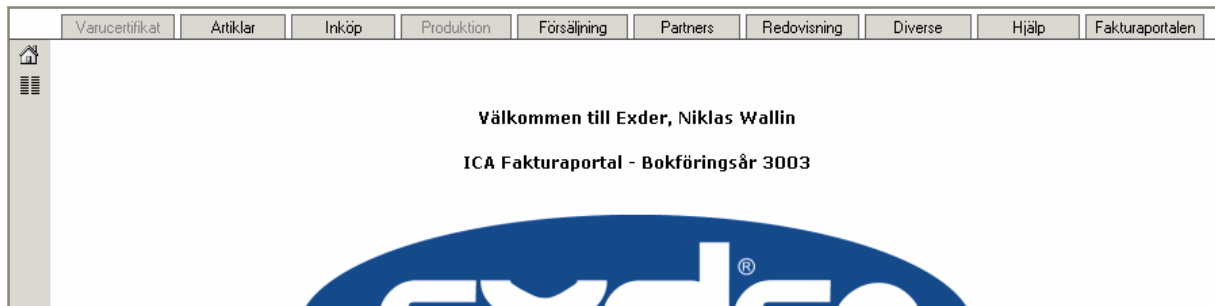 Varucertifikat Artiklar Inköp Produktion Försäljning Partners Redovisning Diverse Hjälp Fakturaportalen
Välkommen till Exder, Niklas Wallin
ICA Fakturaportal - Bokföringsår 3003
®